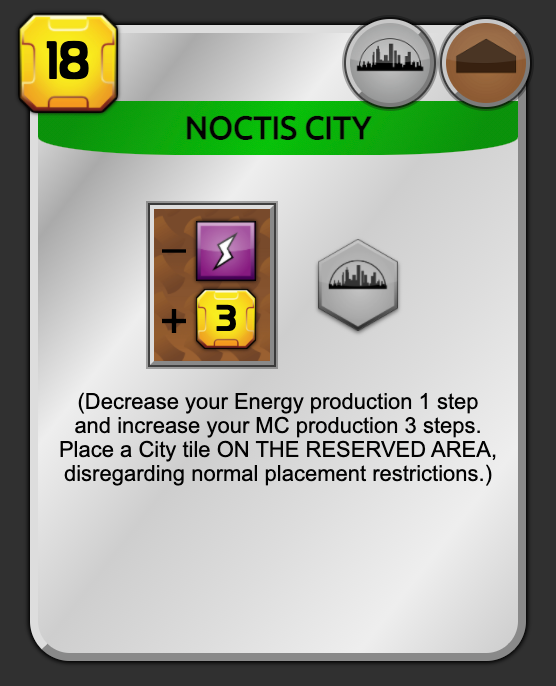 18
NOCTIS CITY
−
+ 3
(Decrease your Energy production 1 step
and increase your MC production 3 steps.
Place a City tile ON THE RESERVED AREA,
disregarding normal placement restrictions.)